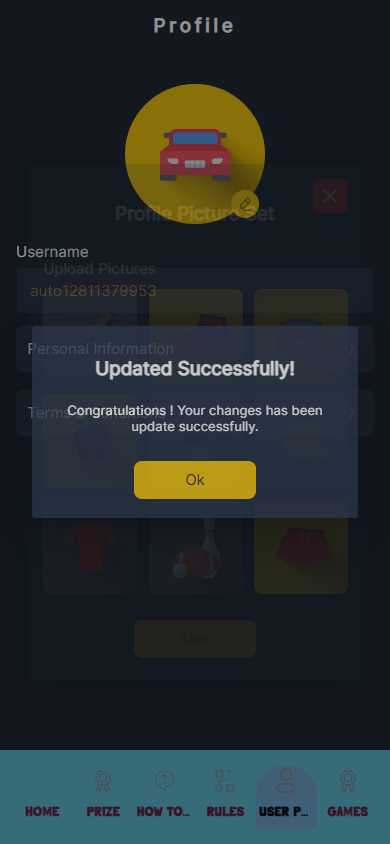 Profile
Profile Picture Set
Username
Upload Pictures
auto12811379953
Personal Information
Updated Successfully!
Congratulations ! Your changes has been
update successfully.
Ok
Save
HOME
PRIZE
HOW TO...
RULES
USER P...
GAMES